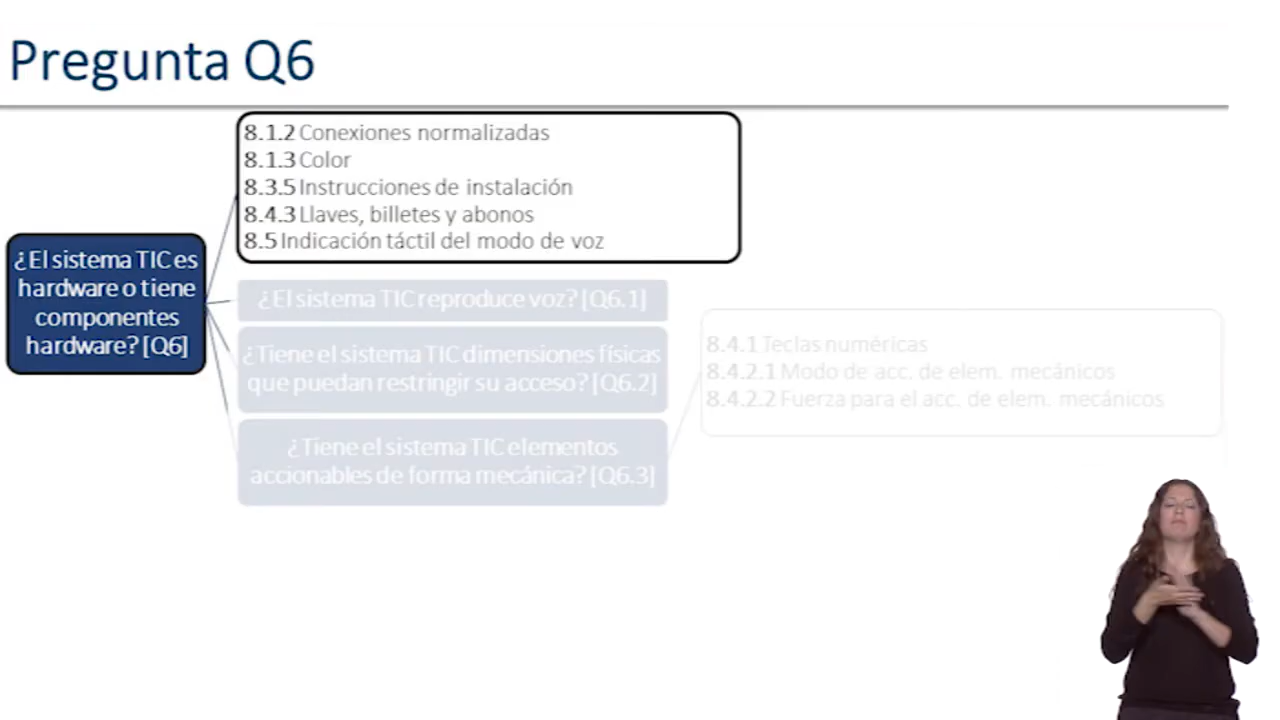 Pregunta Q6
8.1.2 Conexiones normalizadas
8.1.3 Color
8.3.5 Instrucciones de instalación
8.4.3 Llaves, billetes y abonos
8.5 Indicación táctil del modo de voz
¿El sistema TIC es
hardware o tiene
componentes
hardware? [Q6]
¿El sistema TIC reproduce voz? [Q6.1]
¿Tiene el sistema TIC dimensiones físicas
que puedan restringir su acceso? [Q6.2]
¿Tiene el sistema TIC elementos
accionables de forma mecánica? [Q6.3]
8.4.1 Teclas numéricas
8.4.2.1 Modo de acc. de elem. mecánicos
8.4.2.2 Fuerza para el acc. de elem. mecánicos